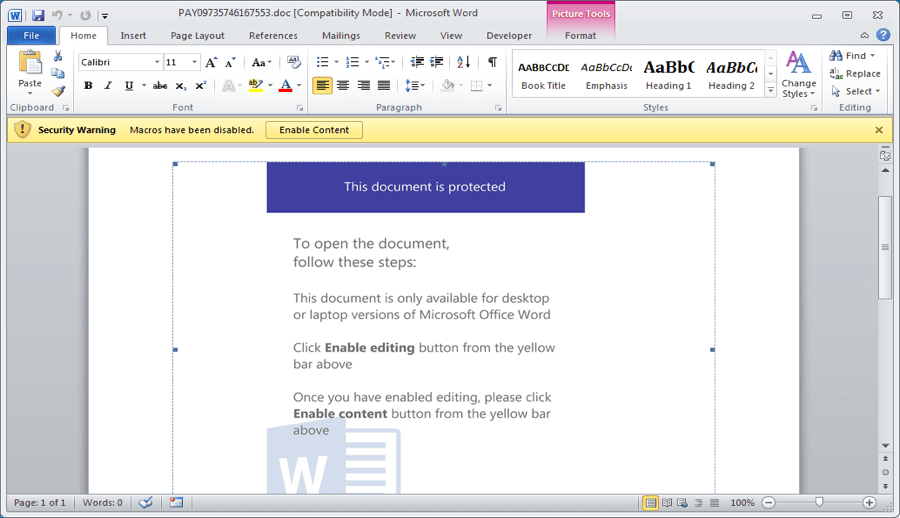 PAY09735746167553.doc [Compatibility Mode] - Microsoft Word
Picture Tools
File Home Insert Page Layout References Mailings Review View Developer Format
Calibri 11 Aa
Paste
B I U abc x₂ x² A ab A
AaBbCcDc AaBbCcDc AaBbC AaBbCc
Book Title Emphasis Heading 1 Heading 2
Change Styles
Find
Replace
Select
Clipboard Font Paragraph Styles Editing
Security Warning Macros have been disabled. Enable Content
This document is protected
To open the document,
follow these steps:
This document is only available for desktop
or laptop versions of Microsoft Office Word
Click Enable editing button from the yellow
bar above
Once you have enabled editing, please click
Enable content button from the yellow bar
above
W
Page: 1 of 1 Words: 0 100%